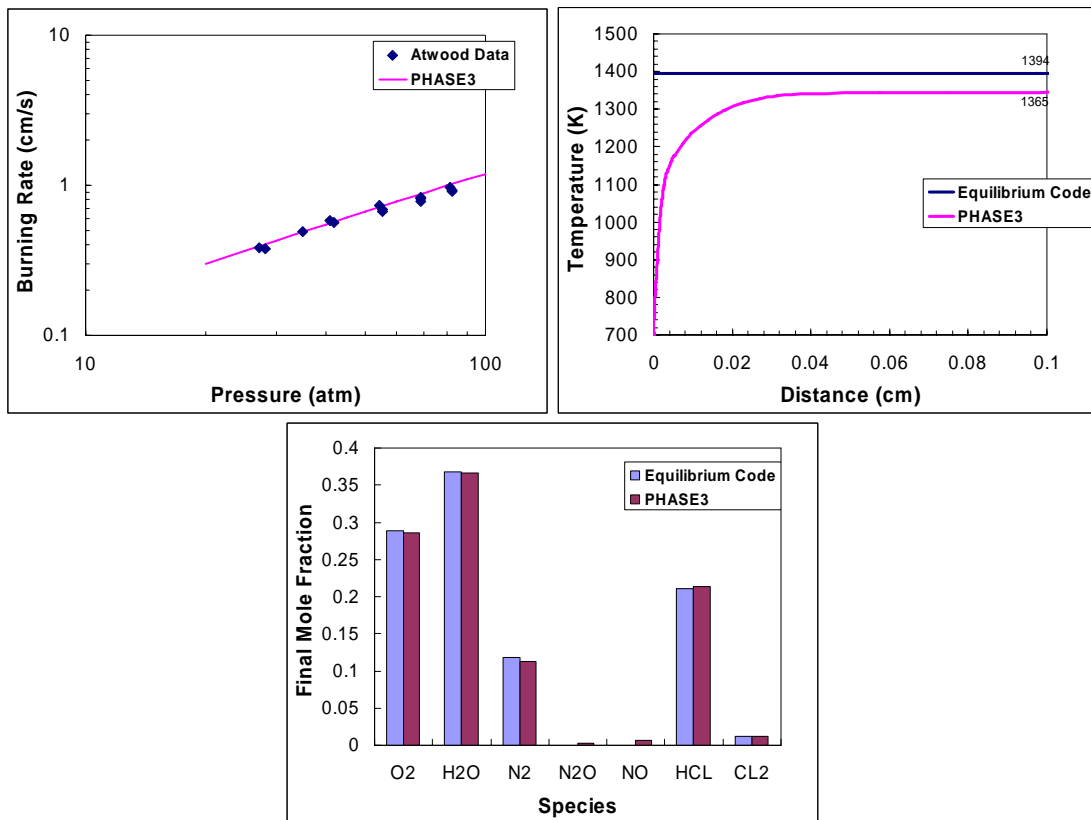 10
1
0.1
10
100
Burning Rate (cm/s)
Pressure (atm)
Atwood Data
PHASE3
1500
1400
1300
1200
1100
1000
900
800
700
0
0.02
0.04
0.06
0.08
0.1
Temperature (K)
Distance (cm)
1394
1365
Equilibrium Code
PHASE3
0.4
0.35
0.3
0.25
0.2
0.15
0.1
0.05
0
Final Mole Fraction
Equilibrium Code
PHASE3
O2
H2O
N2
N2O
NO
HCL
CL2
Species